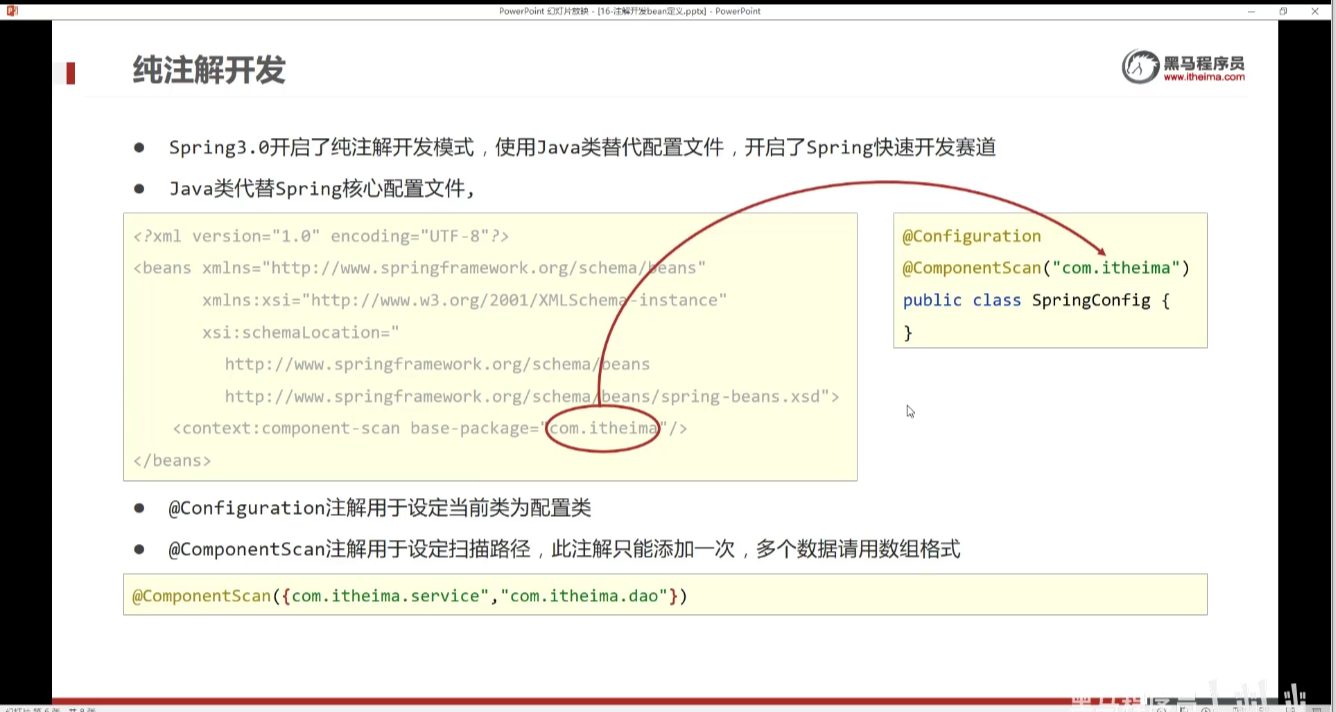 PowerPoint 幻灯片放映 - [16-注解开发bean定义.pptx] - PowerPoint
纯注解开发
黑马程序员
www.itheima.com
● Spring3.0开启了纯注解开发模式，使用Java类替代配置文件，开启了Spring快速开发赛道
● Java类代替Spring核心配置文件,
<?xml version="1.0" encoding="UTF-8"?>
<beans xmlns="http://www.springframework.org/schema/beans"
xmlns:xsi="http://www.w3.org/2001/XMLSchema-instance"
xsi:schemaLocation="
http://www.springframework.org/schema/beans
http://www.springframework.org/schema/beans/spring-beans.xsd">
<context:component-scan base-package="com.itheima"/>
</beans>
@Configuration
@ComponentScan("com.itheima")
public class SpringConfig {
}
● @Configuration注解用于设定当前类为配置类
● @ComponentScan注解用于设定扫描路径，此注解只能添加一次，多个数据请用数组格式
@ComponentScan({com.itheima.service","com.itheima.dao"})